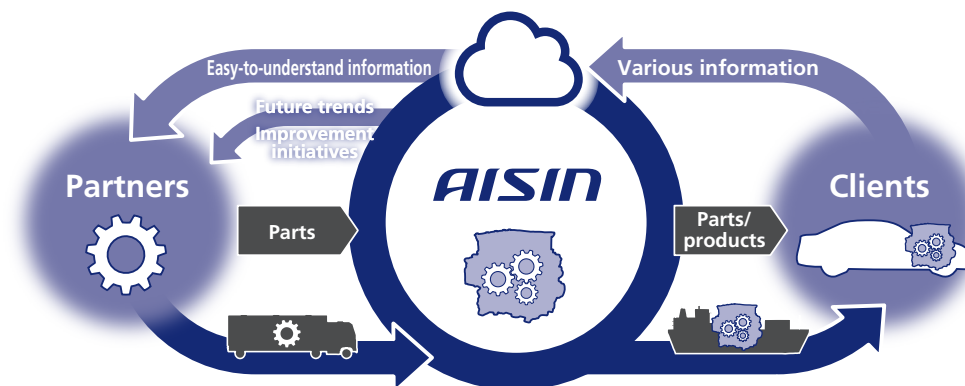 Easy-to-understand information
Various information
Future trends
Improvement
initiatives
Partners
AISIN
Clients
Parts
Parts/
products